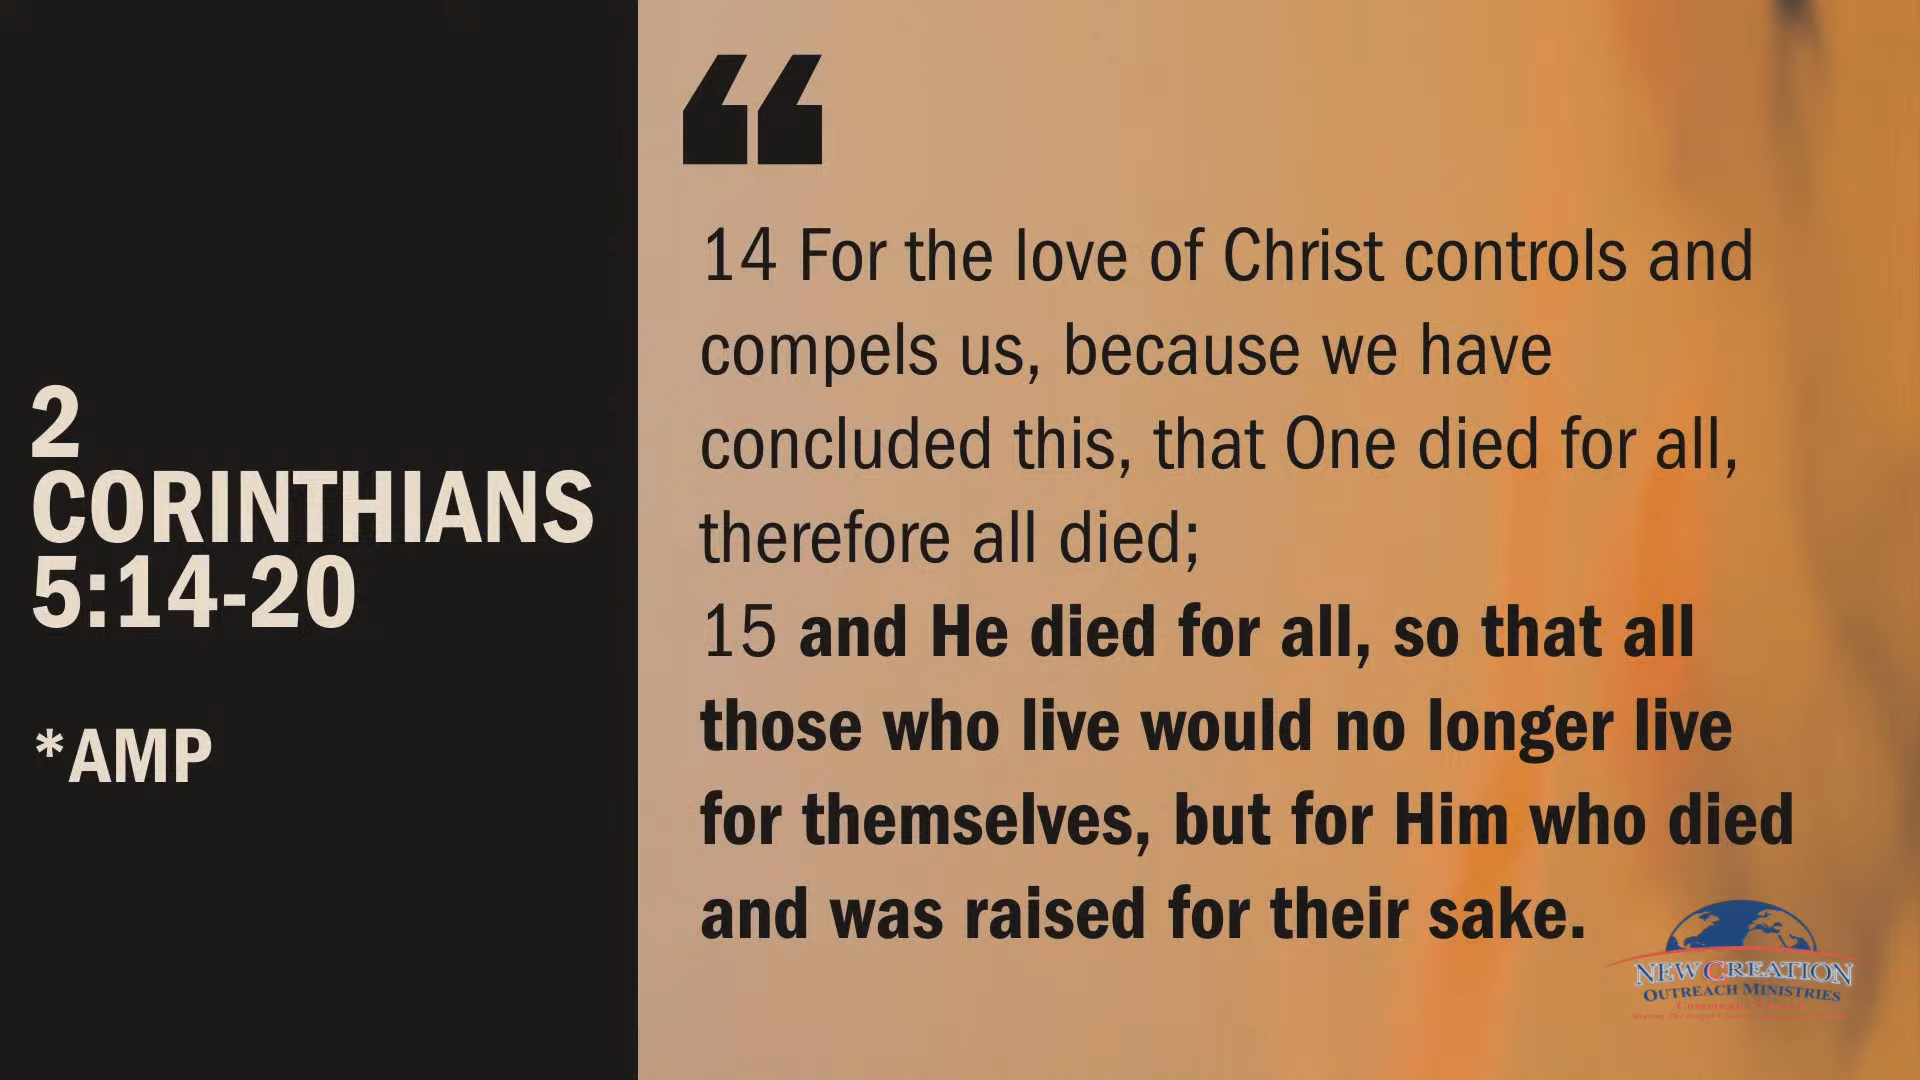 2
CORINTHIANS
5:14-20
*AMP
“
14 For the love of Christ controls and
compels us, because we have
concluded this, that One died for all,
therefore all died;
15 and He died for all, so that all
those who live would no longer live
for themselves, but for Him who died
and was raised for their sake.
NEW CREATION
OUTREACH MINISTRIES